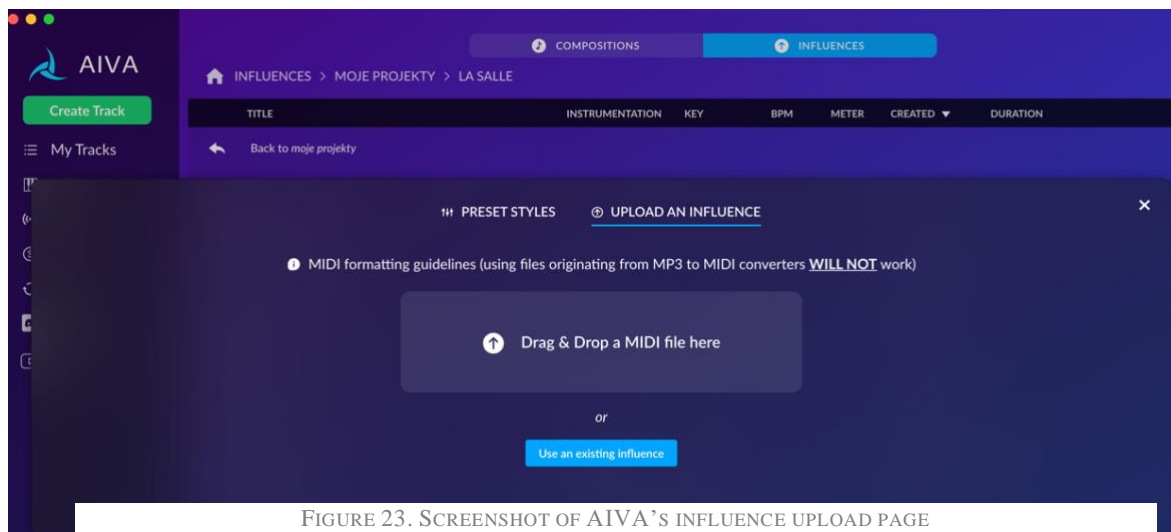 COMPOSITIONS
INFLUENCES
AIVA
INFLUENCES > MOJE PROJEKTY > LA SALLE
Create Track
TITLE INSTRUMENTATION KEY BPM METER CREATED ▼ DURATION
My Tracks
Back to moje projekty
PRESET STYLES
UPLOAD AN INFLUENCE
MIDI formatting guidelines (using files originating from MP3 to MIDI converters WILL NOT work)
Drag & Drop a MIDI file here
or
Use an existing influence
FIGURE 23. SCREENSHOT OF AIVA'S INFLUENCE UPLOAD PAGE